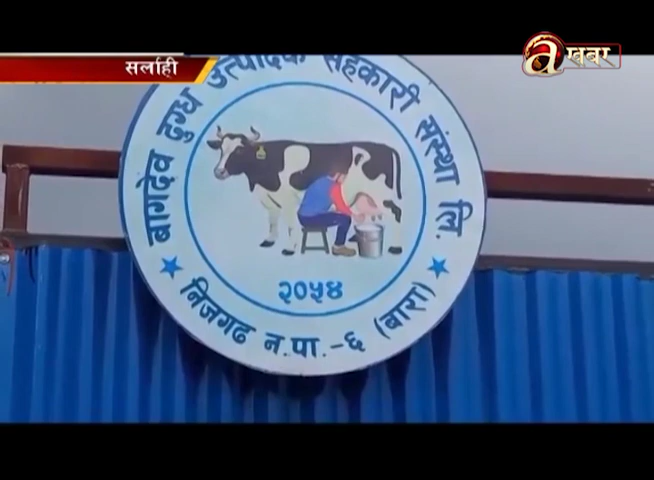 सर्लाही
a खबर
बागदेव दुग्ध उत्पादक सहकारी संस्था लि.
२०५४
निजगढ न.पा.-६ (बारा)